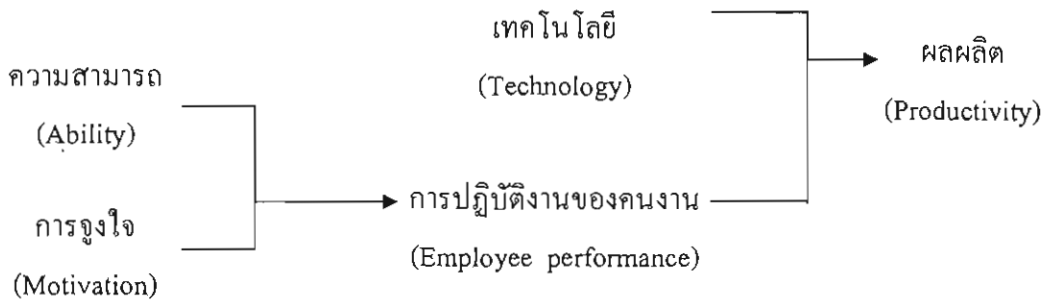 ความสามารถ
(Ability)
การจูงใจ
(Motivation)
เทคโนโลยี
(Technology)
การปฏิบัติงานของคนงาน
(Employee performance)
ผลผลิต
(Productivity)